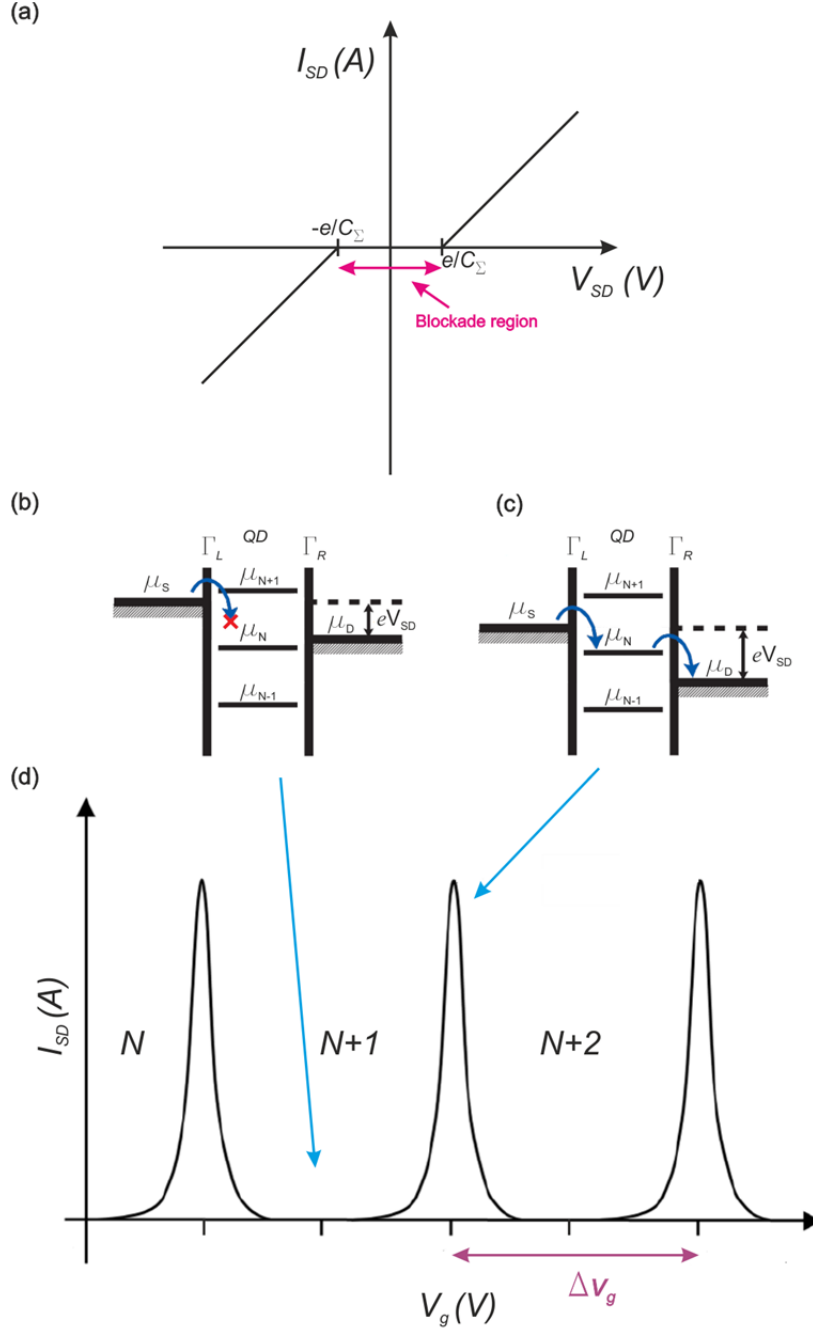 (a)
I_SD (A)
-e/C_Σ
e/C_Σ
V_SD (V)
Blockade region
(b)
(c)
Γ_L QD Γ_R
Γ_L QD Γ_R
μ_S
μ_N+1
μ_N
μ_D
eV_SD
μ_N-1
μ_S
μ_N+1
μ_N
μ_D
eV_SD
μ_N-1
(d)
I_SD (A)
N
N+1
N+2
ΔV_g
V_g (V)